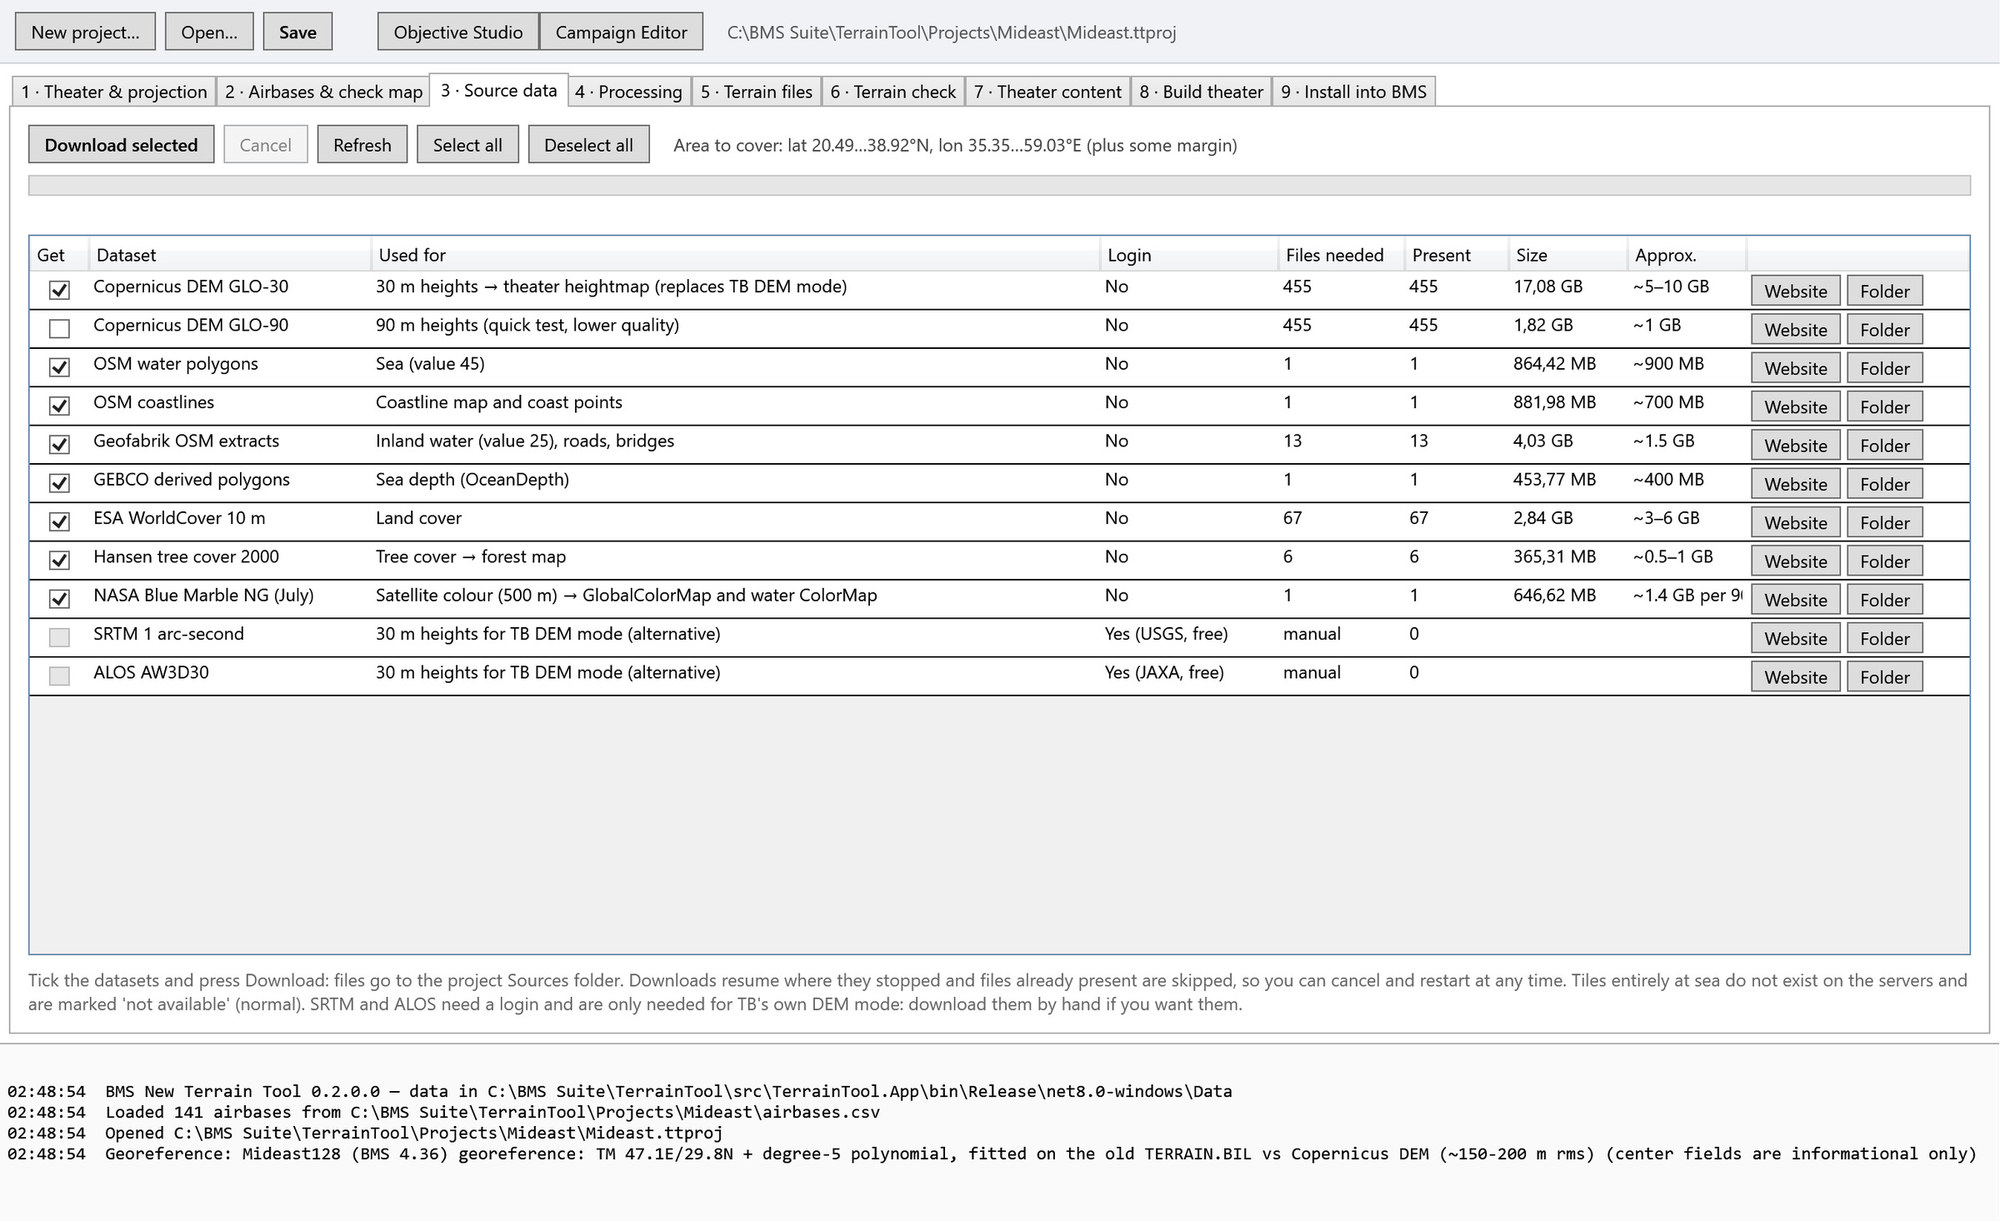 New project... Open... Save Objective Studio Campaign Editor C:\BMS Suite\TerrainTool\Projects\Mideast\Mideast.ttproj
1 · Theater & projection 2 · Airbases & check map 3 · Source data 4 · Processing 5 · Terrain files 6 · Terrain check 7 · Theater content 8 · Build theater 9 · Install into BMS
Download selected Cancel Refresh Select all Deselect all Area to cover: lat 20.49...38.92°N, lon 35.35...59.03°E (plus some margin)
Get Dataset Used for Login Files needed Present Size Approx.
Copernicus DEM GLO-30 30 m heights → theater heightmap (replaces TB DEM mode) No 455 455 17,08 GB ~5–10 GB Website Folder
Copernicus DEM GLO-90 90 m heights (quick test, lower quality) No 455 455 1,82 GB ~1 GB Website Folder
OSM water polygons Sea (value 45) No 1 1 864,42 MB ~900 MB Website Folder
OSM coastlines Coastline map and coast points No 1 1 881,98 MB ~700 MB Website Folder
Geofabrik OSM extracts Inland water (value 25), roads, bridges No 13 13 4,03 GB ~1.5 GB Website Folder
GEBCO derived polygons Sea depth (OceanDepth) No 1 1 453,77 MB ~400 MB Website Folder
ESA WorldCover 10 m Land cover No 67 67 2,84 GB ~3–6 GB Website Folder
Hansen tree cover 2000 Tree cover → forest map No 6 6 365,31 MB ~0.5–1 GB Website Folder
NASA Blue Marble NG (July) Satellite colour (500 m) → GlobalColorMap and water ColorMap No 1 1 646,62 MB ~1.4 GB per Website Folder
SRTM 1 arc-second 30 m heights for TB DEM mode (alternative) Yes (USGS, free) manual 0 Website Folder
ALOS AW3D30 30 m heights for TB DEM mode (alternative) Yes (JAXA, free) manual 0 Website Folder
Tick the datasets and press Download: files go to the project Sources folder. Downloads resume where they stopped and files already present are skipped, so you can cancel and restart at any time. Tiles entirely at sea do not exist on the servers and
are marked 'not available' (normal). SRTM and ALOS need a login and are only needed for TB's own DEM mode: download them by hand if you want them.
02:48:54 BMS New Terrain Tool 0.2.0.0 — data in C:\BMS Suite\TerrainTool\src\TerrainTool.App\bin\Release\net8.0-windows\Data
02:48:54 Loaded 141 airbases from C:\BMS Suite\TerrainTool\Projects\Mideast\airbases.csv
02:48:54 Opened C:\BMS Suite\TerrainTool\Projects\Mideast\Mideast.ttproj
02:48:54 Georeference: Mideast128 (BMS 4.36) georeference: TM 47.1E/29.8N + degree-5 polynomial, fitted on the old TERRAIN.BIL vs Copernicus DEM (~150-200 m rms) (center fields are informational only)